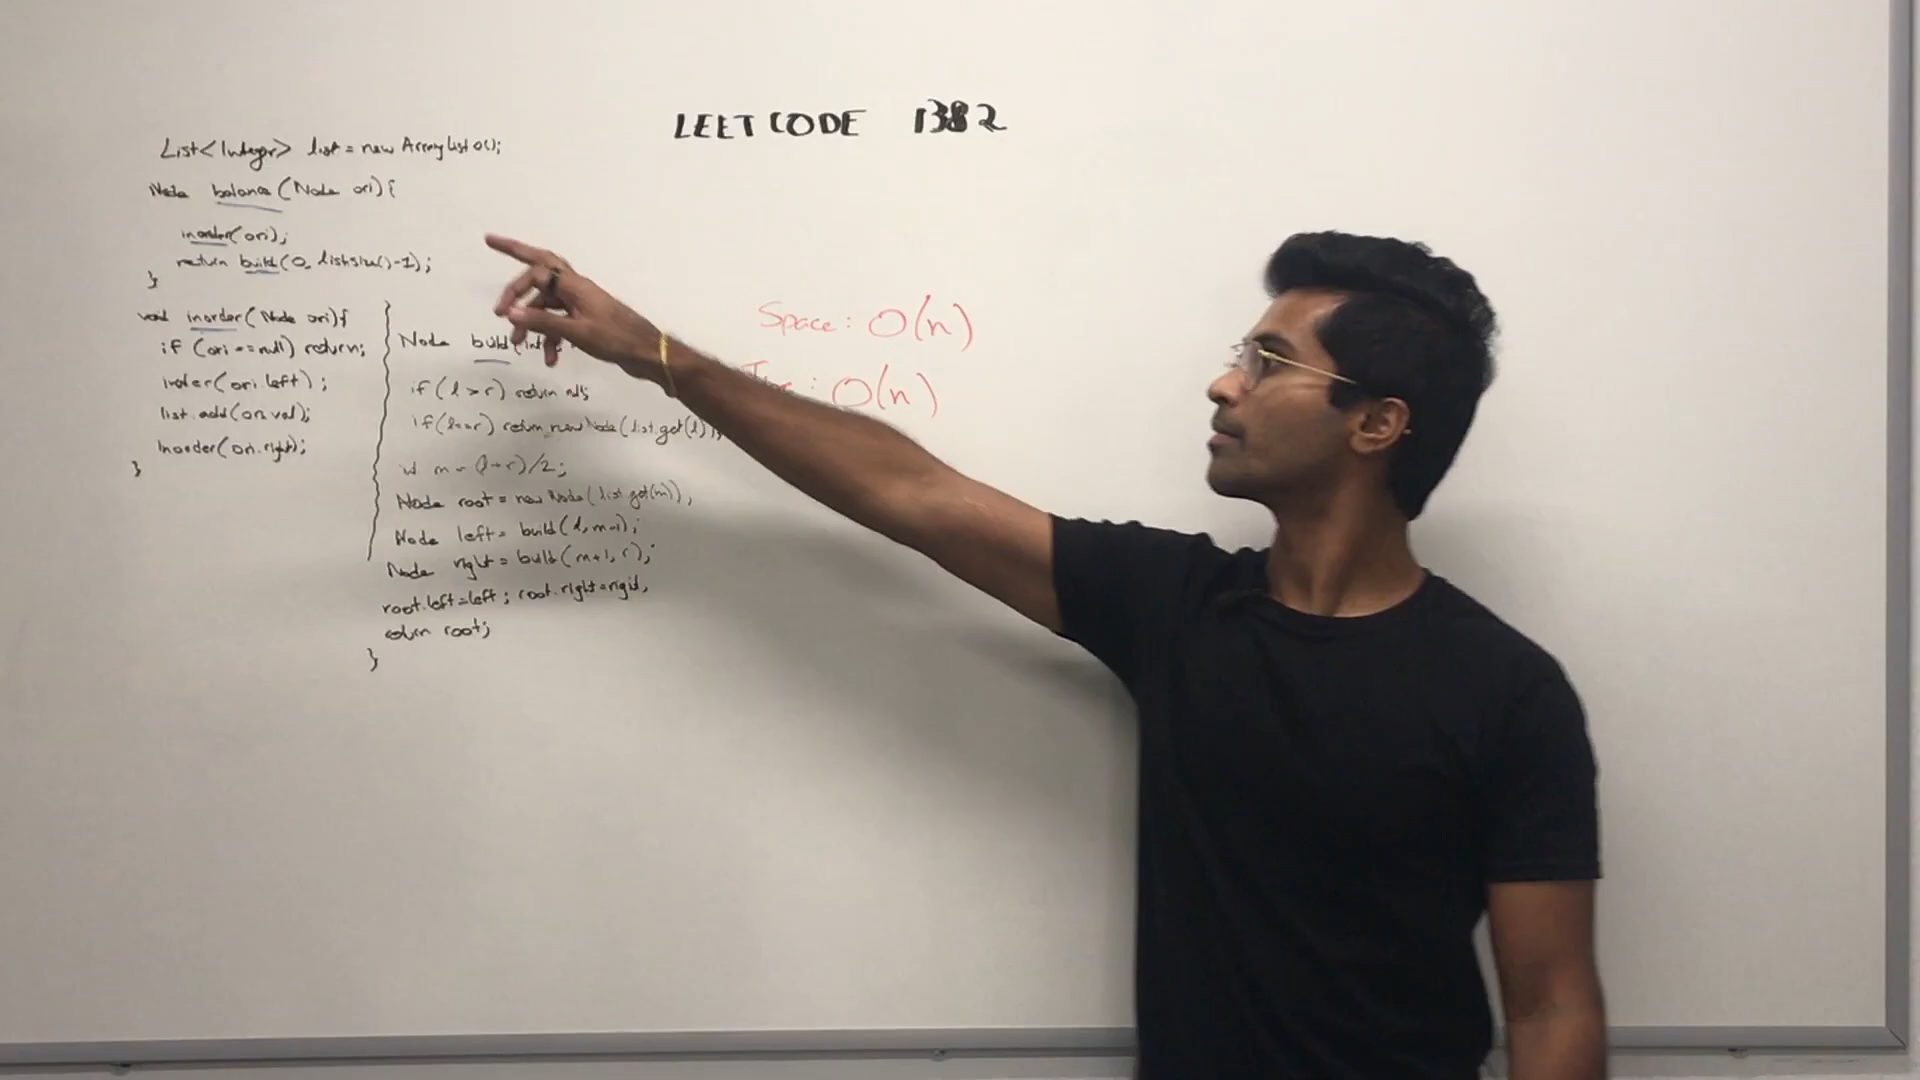 LEETCODE 1382
List<Integer> list = new ArrayList<>();
Node balance(Node ori){
inorder(ori);
return build(0, list.size()-1);
}
void inorder(Node ori){
if (ori == null) return;
inorder(ori.left);
list.add(ori.val);
inorder(ori.right);
}
Node build(int
if (l > r) return null;
if (l==r) return new Node(list.get(l));
int m = (l+r)/2;
Node root = new Node(list.get(m));
Node left = build(l, m-1);
Node right = build(m+1, r);
root.left=left; root.right=right;
return root;
}
Space: O(n)
: O(n)